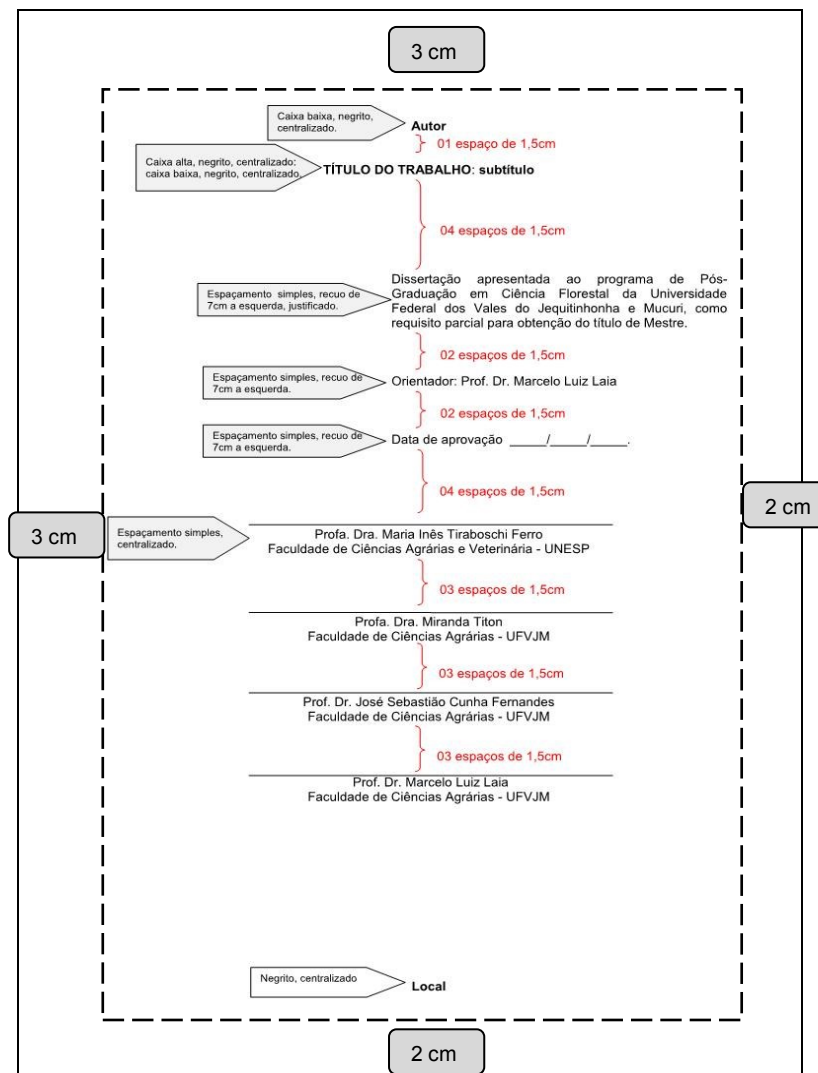 3 cm
Caixa baixa, negrito,
centralizado.
Autor
01 espaço de 1,5cm
Caixa alta, negrito, centralizado:
caixa baixa, negrito, centralizado.
TÍTULO DO TRABALHO: subtítulo
04 espaços de 1,5cm
Dissertação apresentada ao programa de Pós-
Graduação em Ciência Florestal da Universidade
Federal dos Vales do Jequitinhonha e Mucuri, como
requisito parcial para obtenção do título de Mestre.
Espaçamento simples, recuo de
7cm a esquerda, justificado.
02 espaços de 1,5cm
Espaçamento simples, recuo de
7cm a esquerda.
Orientador: Prof. Dr. Marcelo Luiz Laia
02 espaços de 1,5cm
Espaçamento simples, recuo de
7cm a esquerda.
Data de aprovação _____/_____/_____.
04 espaços de 1,5cm
2 cm
3 cm
Espaçamento simples,
centralizado.
Profa. Dra. Maria Inês Tiraboschi Ferro
Faculdade de Ciências Agrárias e Veterinária - UNESP
03 espaços de 1,5cm
Profa. Dra. Miranda Titon
Faculdade de Ciências Agrárias - UFVJM
03 espaços de 1,5cm
Prof. Dr. José Sebastião Cunha Fernandes
Faculdade de Ciências Agrárias - UFVJM
03 espaços de 1,5cm
Prof. Dr. Marcelo Luiz Laia
Faculdade de Ciências Agrárias - UFVJM
Negrito, centralizado
Local
2 cm